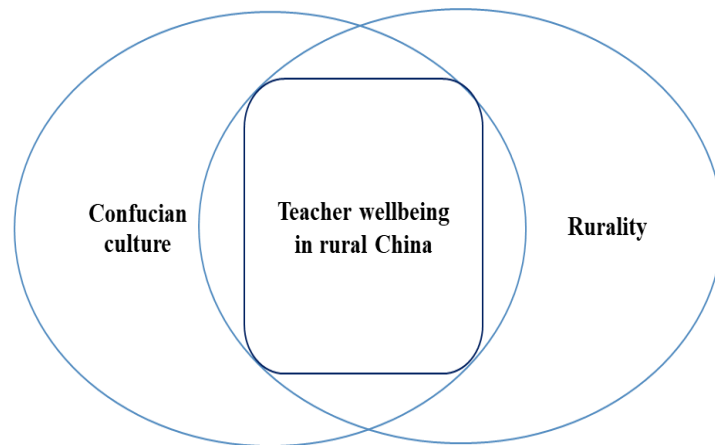 Confucian
culture
Teacher wellbeing
in rural China
Rurality